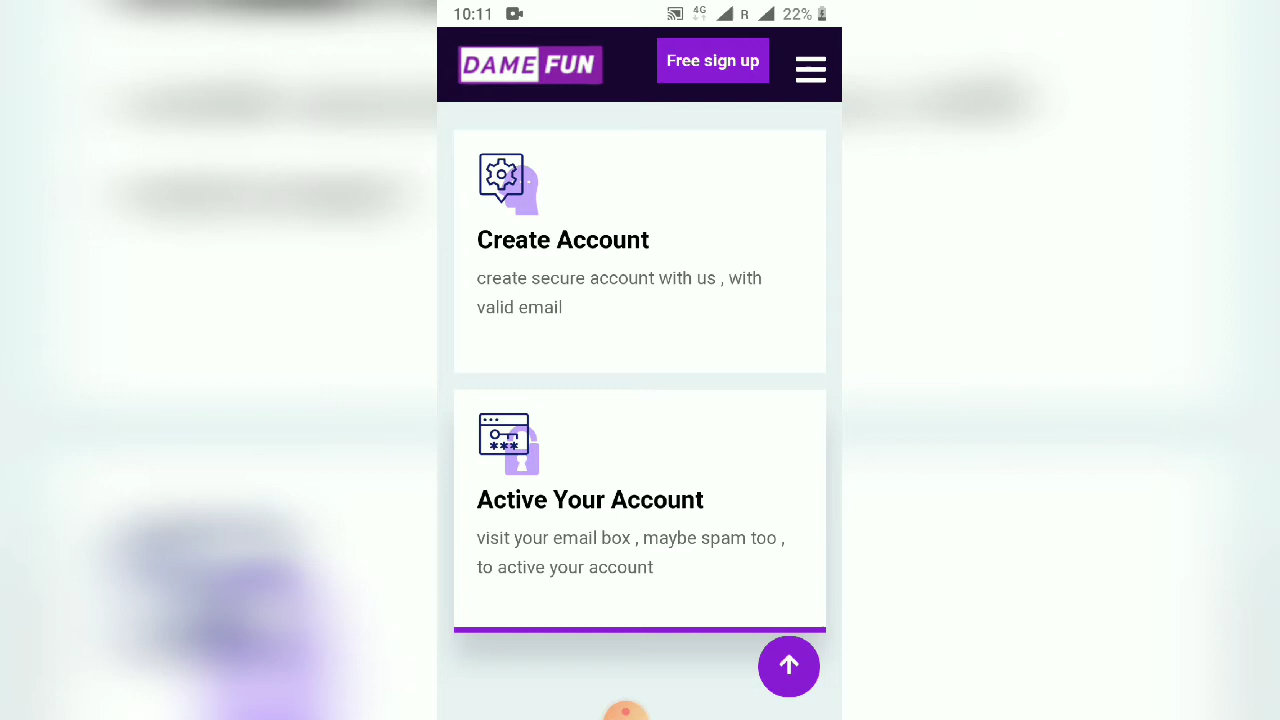 10:11
4G
R
22%
DAME FUN
Free sign up
Create Account
create secure account with us , with
valid email
***
Active Your Account
visit your email box , maybe spam too ,
to active your account